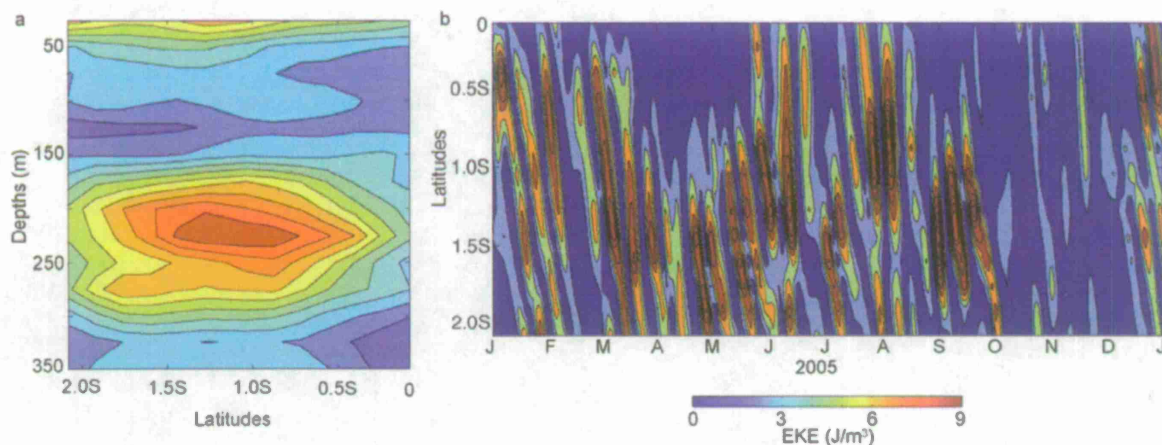 a
50
150
250
350
Depths (m)
2.0S
1.5S
1.0S
0.5S
0
Latitudes
b
0
0.5S
1.0S
1.5S
2.0S
Latitudes
J F M A M J J A S O N D J
2005
0 3 6 9
EKE (J/m³)